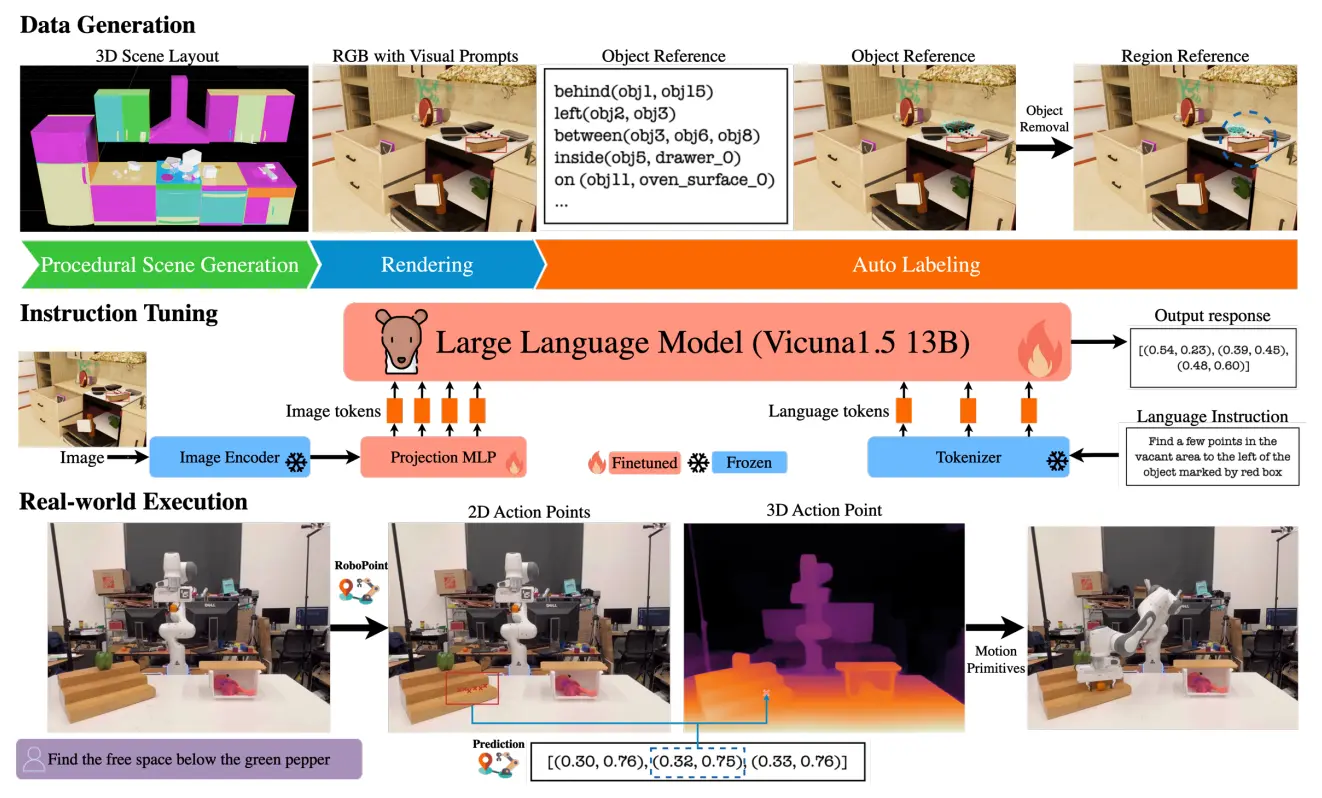 Data Generation
3D Scene Layout
RGB with Visual Prompts
Object Reference
Object Reference
Region Reference
behind(obj1, obj15)
left(obj2, obj3)
between(obj3, obj6, obj8)
inside(obj5, drawer_0)
on (obj11, oven_surface_0)
...
Object
Removal
Procedural Scene Generation
Rendering
Auto Labeling
Instruction Tuning
Large Language Model (Vicuna1.5 13B)
Output response
[(0.54, 0.23), (0.39, 0.45),
(0.48, 0.60)]
Image tokens
Language tokens
Language Instruction
Find a few points in the
vacant area to the left of the
object marked by red box
Image
Image Encoder
Projection MLP
Finetuned
Frozen
Tokenizer
Real-world Execution
2D Action Points
3D Action Point
RoboPoint
DELL
DELL
Motion
Primitives
Find the free space below the green pepper
Prediction
[(0.30, 0.76), (0.32, 0.75), (0.33, 0.76)]